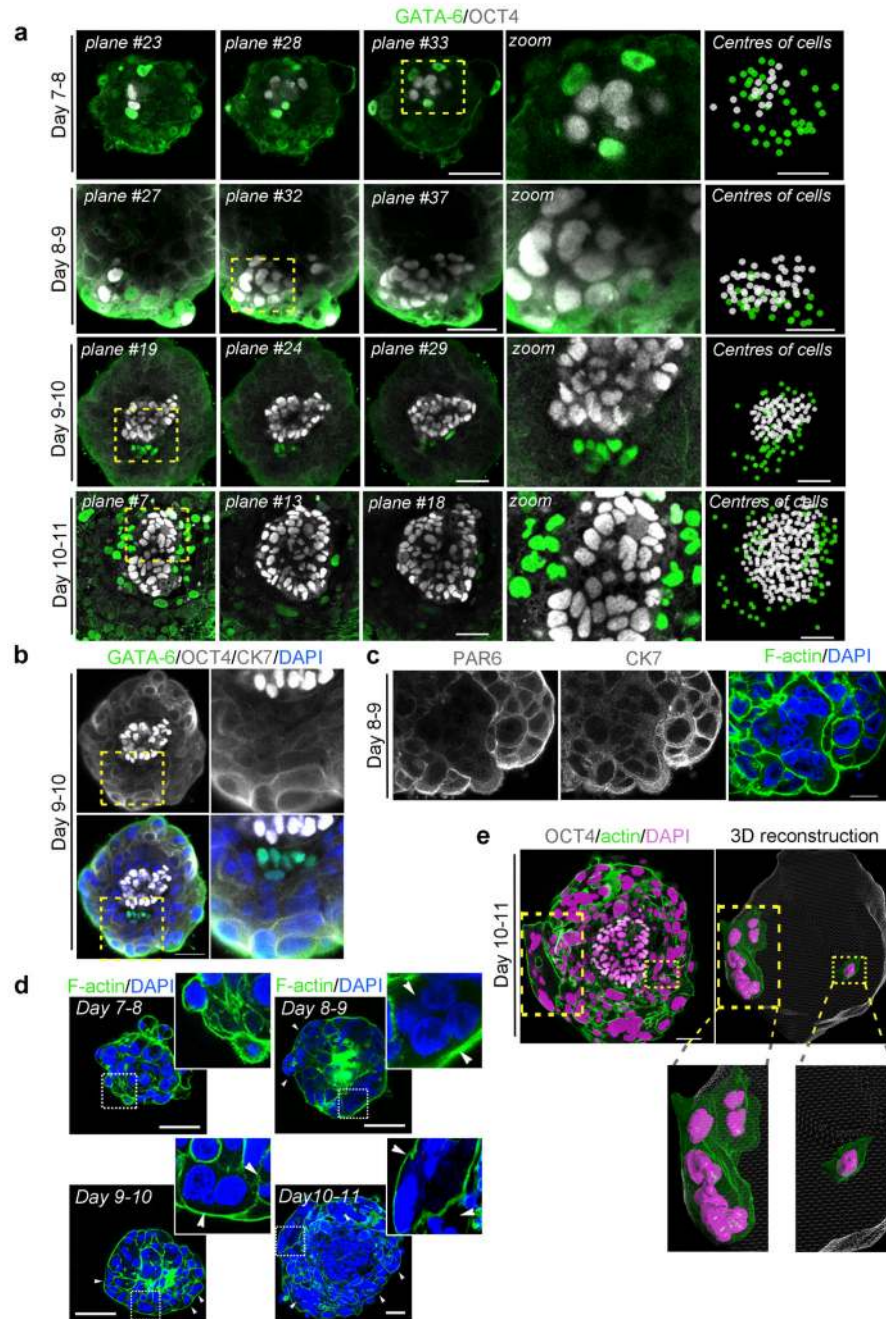 GATA-6/OCT4
a
Day 7-8
plane #23
plane #28
plane #33
zoom
Centres of cells
Day 8-9
plane #27
plane #32
plane #37
zoom
Centres of cells
Day 9-10
plane #19
plane #24
plane #29
zoom
Centres of cells
Day 10-11
plane #7
plane #13
plane #18
zoom
Centres of cells
b
GATA-6/OCT4/CK7/DAPI
Day 9-10
c
PAR6
CK7
F-actin/DAPI
Day 8-9
e
OCT4/actin/DAPI
3D reconstruction
Day 10-11
d
F-actin/DAPI
F-actin/DAPI
Day 7-8
Day 8-9
Day 9-10
Day10-11